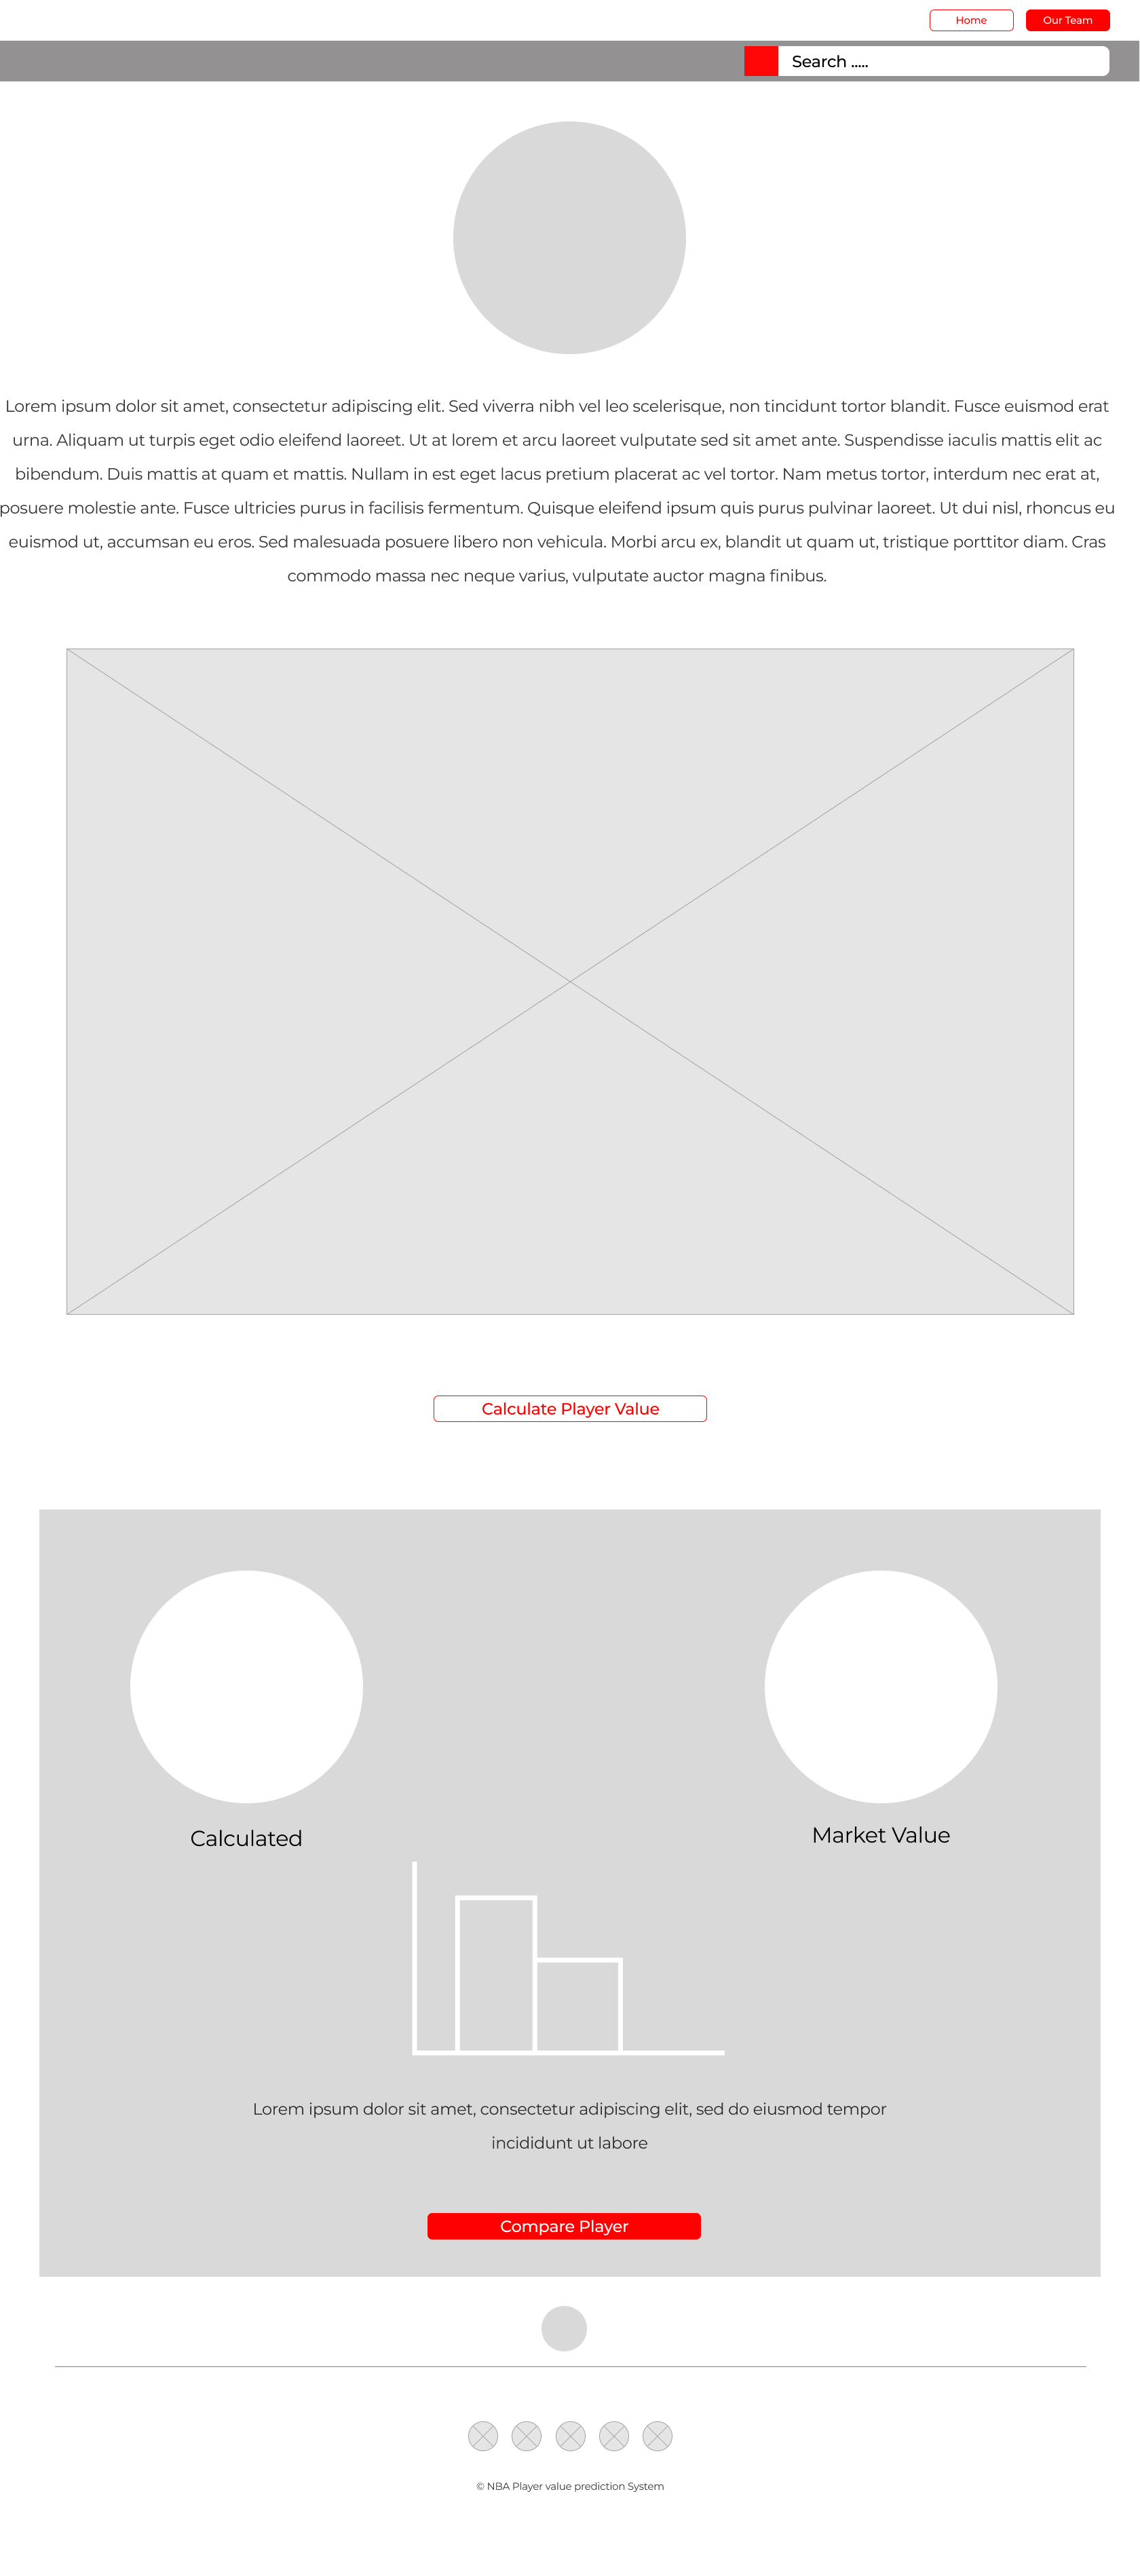 Home
Our Team
Search .....
Lorem ipsum dolor sit amet, consectetur adipiscing elit. Sed viverra nibh vel leo scelerisque, non tincidunt tortor blandit. Fusce euismod erat
urna. Aliquam ut turpis eget odio eleifend laoreet. Ut at lorem et arcu laoreet vulputate sed sit amet ante. Suspendisse iaculis mattis elit ac
bibendum. Duis mattis at quam et mattis. Nullam in est eget lacus pretium placerat ac vel tortor. Nam metus tortor, interdum nec erat at,
posuere molestie ante. Fusce ultricies purus in facilisis fermentum. Quisque eleifend ipsum quis purus pulvinar laoreet. Ut dui nisl, rhoncus eu
euismod ut, accumsan eu eros. Sed malesuada posuere libero non vehicula. Morbi arcu ex, blandit ut quam ut, tristique porttitor diam. Cras
commodo massa nec neque varius, vulputate auctor magna finibus.
Calculate Player Value
Calculated
Market Value
Lorem ipsum dolor sit amet, consectetur adipiscing elit, sed do eiusmod tempor
incididunt ut labore
Compare Player
© NBA Player value prediction System